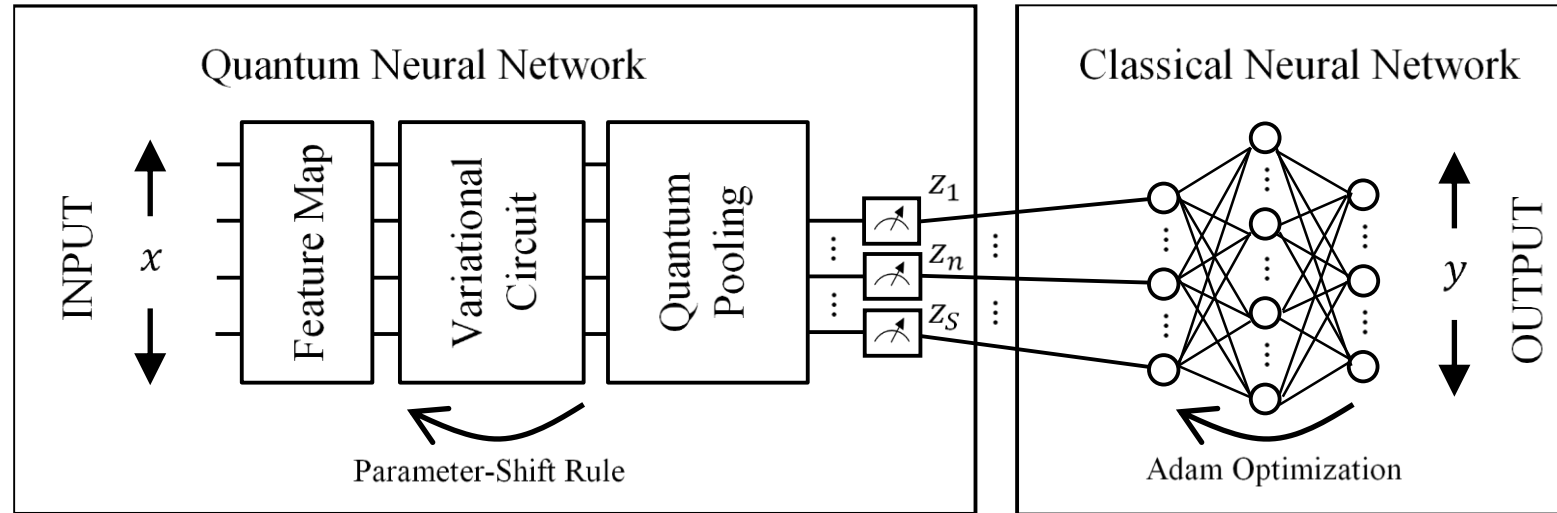 Quantum Neural Network
INPUT
x
Feature Map
Variational
Circuit
Quantum
Pooling
z₁
zₙ
z_S
...
...
...
...
Parameter-Shift Rule
Classical Neural Network
...
...
...
...
...
...
...
y
OUTPUT
Adam Optimization